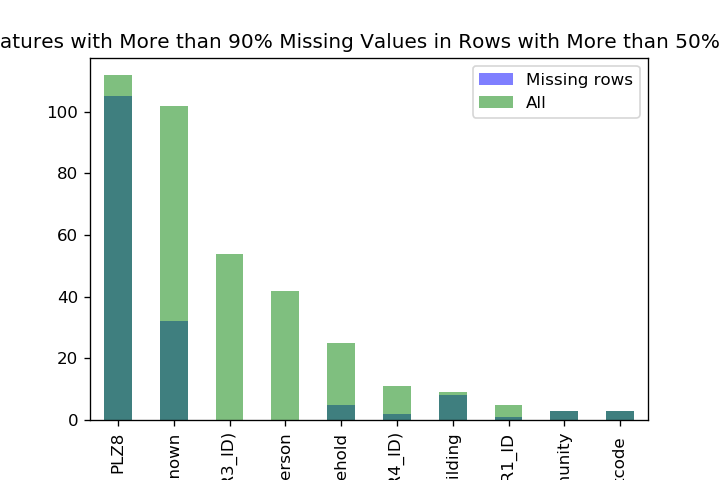 atures with More than 90% Missing Values in Rows with More than 50%
Missing rows
All
100
80
60
40
20
0
PLZ8
nown
R3_ID)
erson
ehold
R4_ID)
ilding
R1_ID
nunity
tcode